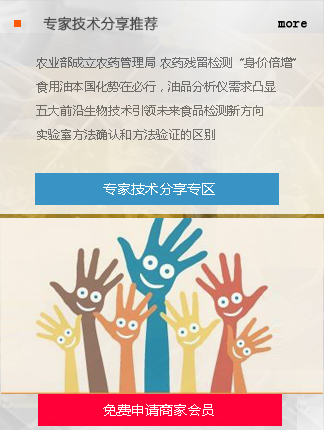 专家技术分享推荐 more
农业部成立农药管理局 农药残留检测“身价倍增”
食用油本国化势在必行，油品分析仪需求凸显
五大前沿生物技术引领未来食品检测新方向
实验室方法确认和方法验证的区别
专家技术分享专区
免费申请商家会员